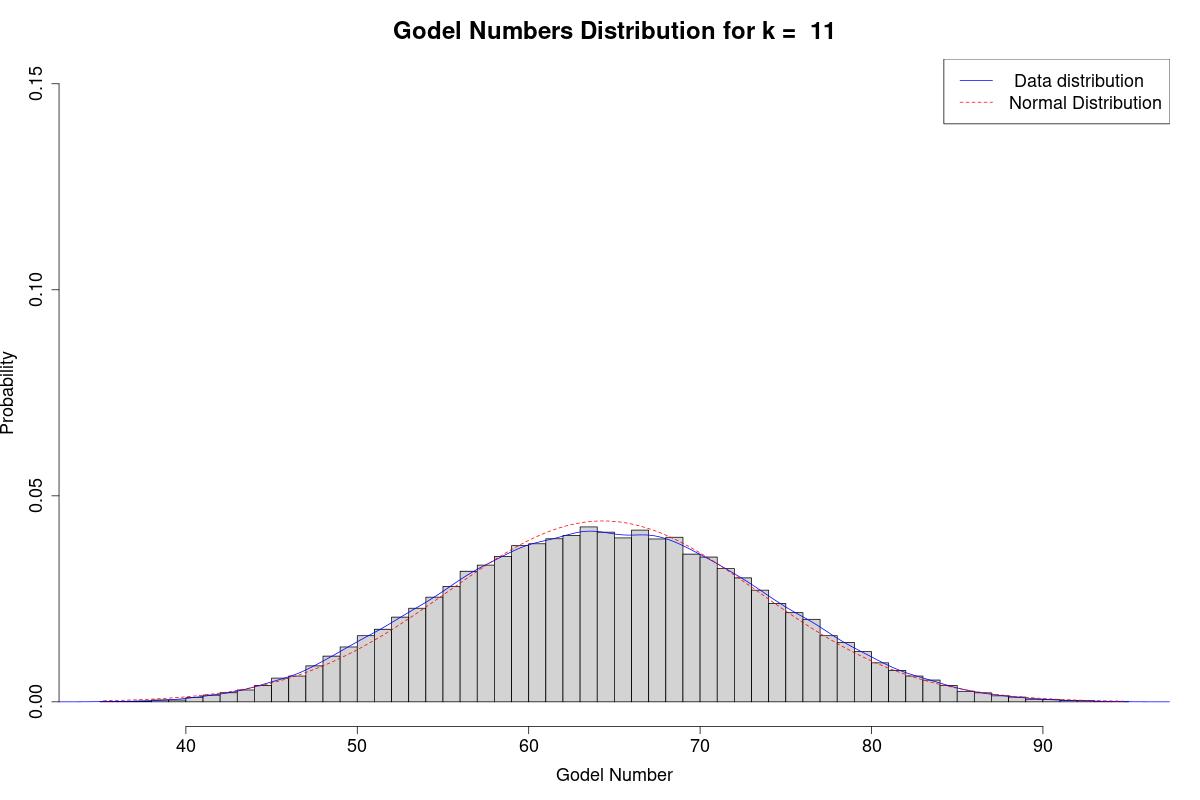 Godel Numbers Distribution for k = 11
Data distribution
Normal Distribution
0.15
0.10
0.05
0.00
Probability
40 50 60 70 80 90
Godel Number